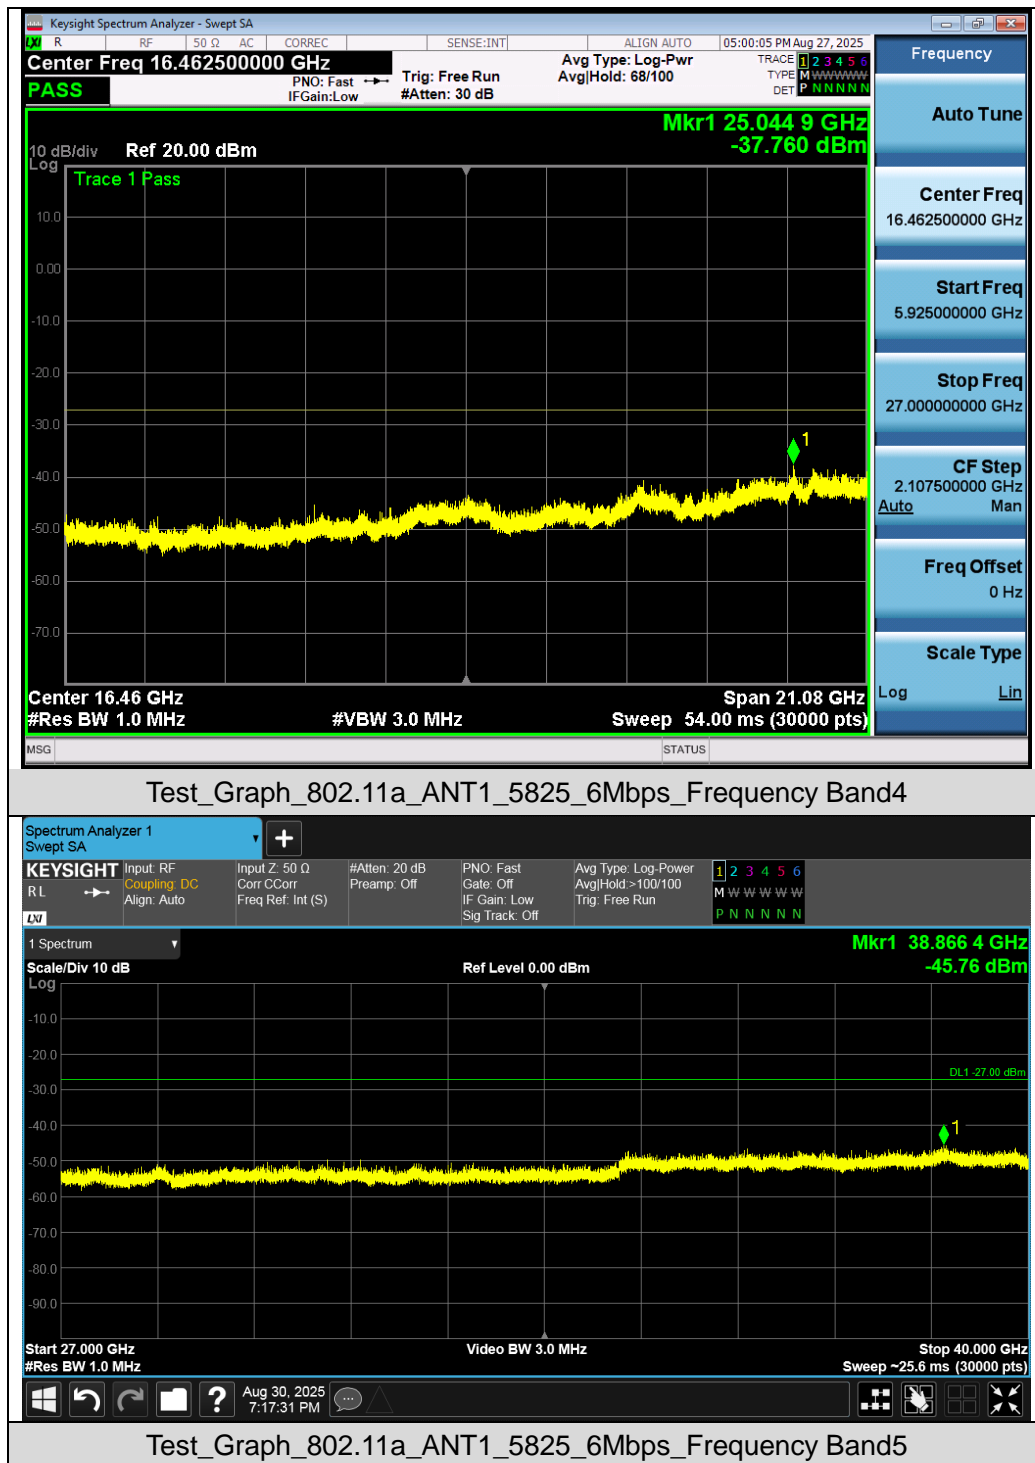 Keysight Spectrum Analyzer - Swept SA
LXI R RF 50 Ω AC CORREC SENSE:INT ALIGN AUTO 05:00:05 PM Aug 27, 2025
Center Freq 16.462500000 GHz
PASS
PNO: Fast
IFGain:Low
Trig: Free Run
#Atten: 30 dB
Avg Type: Log-Pwr
Avg|Hold: 68/100
TRACE 1 2 3 4 5 6
TYPE M W W W W W
DET P N N N N N
Mkr1 25.044 9 GHz
-37.760 dBm
10 dB/div Ref 20.00 dBm
Log
Trace 1 Pass
10.0
0.00
-10.0
-20.0
-30.0
-40.0
-50.0
-60.0
-70.0
1
Center 16.46 GHz Span 21.08 GHz
#Res BW 1.0 MHz #VBW 3.0 MHz Sweep 54.00 ms (30000 pts)
MSG STATUS
Frequency
Auto Tune
Center Freq
16.462500000 GHz
Start Freq
5.925000000 GHz
Stop Freq
27.000000000 GHz
CF Step
2.107500000 GHz
Auto Man
Freq Offset
0 Hz
Scale Type
Log Lin
Test_Graph_802.11a_ANT1_5825_6Mbps_Frequency Band4
Spectrum Analyzer 1
Swept SA
+
KEYSIGHT
R L
LXI
Input: RF
Coupling: DC
Align: Auto
Input Z: 50 Ω
Corr CCorr
Freq Ref: Int (S)
#Atten: 20 dB
Preamp: Off
PNO: Fast
Gate: Off
IF Gain: Low
Sig Track: Off
Avg Type: Log-Power
Avg|Hold:>100/100
Trig: Free Run
1 2 3 4 5 6
M W W W W W
P N N N N N
1 Spectrum
Mkr1 38.866 4 GHz
-45.76 dBm
Scale/Div 10 dB Ref Level 0.00 dBm
Log
-10.0
-20.0
-30.0
-40.0
-50.0
-60.0
-70.0
-80.0
-90.0
DL1 -27.00 dBm
1
Start 27.000 GHz Video BW 3.0 MHz Stop 40.000 GHz
#Res BW 1.0 MHz Sweep ~25.6 ms (30000 pts)
?
Aug 30, 2025
7:17:31 PM
Test_Graph_802.11a_ANT1_5825_6Mbps_Frequency Band5